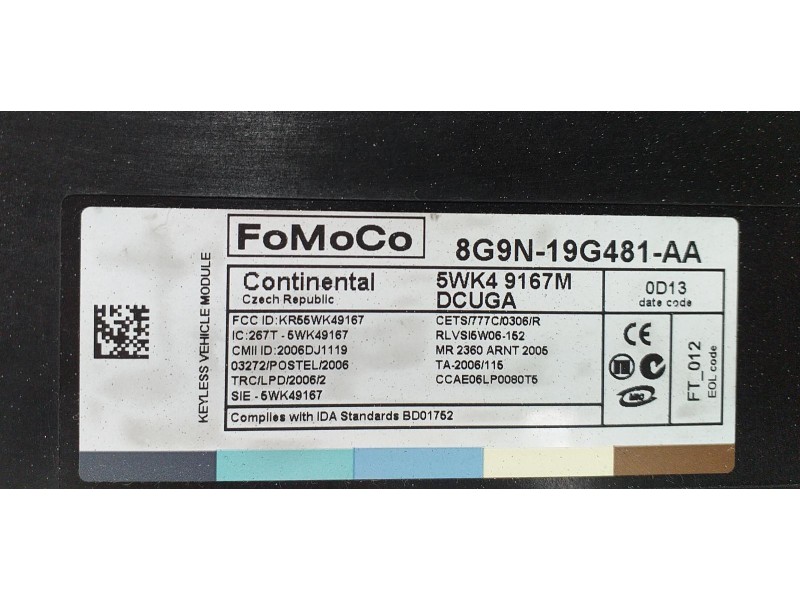 KEYLESS VEHICLE MODULE
FoMoCo
8G9N-19G481-AA
Continental
Czech Republic
5WK4 9167M
DCUGA
0D13
date code
FCC ID: KR55WK49167
IC: 267T - 5WK49167
CMII ID: 2006DJ1119
03272/POSTEL/2006
TRC/LPD/2006/2
SIE - 5WK49167
CETS/777C/0306/R
RLVSI5W06-152
MR 2360 ARNT 2005
TA-2006/115
CCAE06LP0080T5
Complies with IDA Standards BD01752
CE
FT_012
EOL code